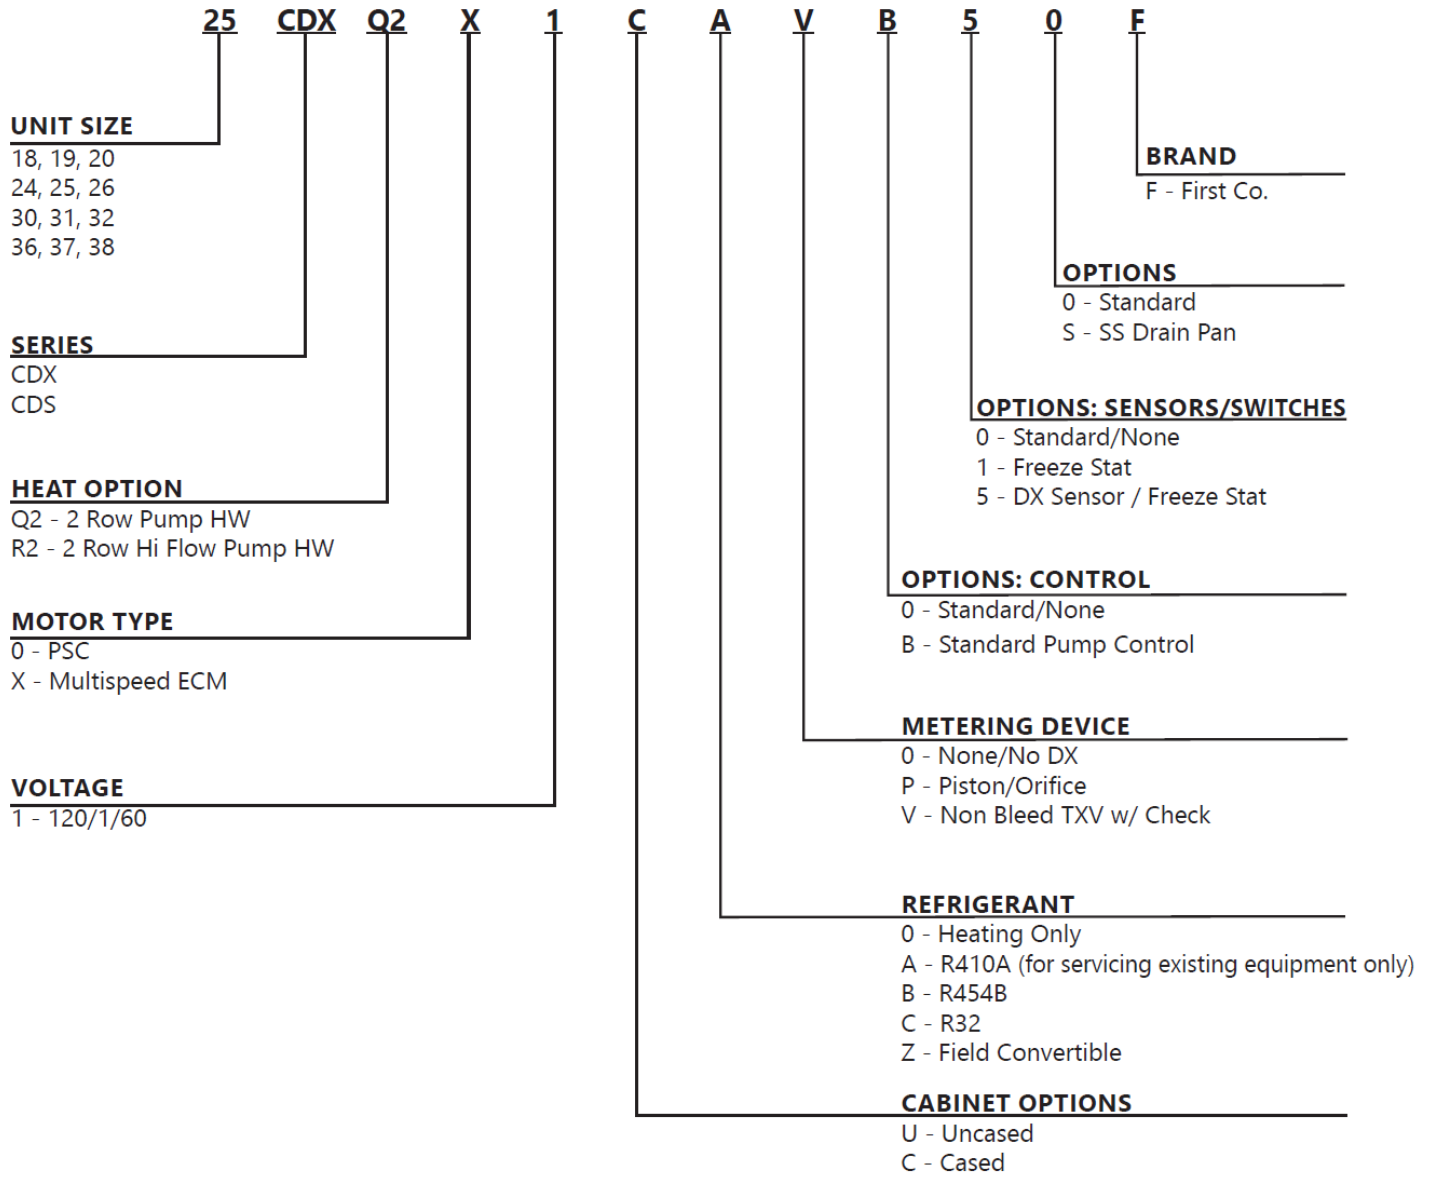 25 CDX Q2 X 1 C A V B 5 0 F
UNIT SIZE
18, 19, 20
24, 25, 26
30, 31, 32
36, 37, 38
SERIES
CDX
CDS
HEAT OPTION
Q2 - 2 Row Pump HW
R2 - 2 Row Hi Flow Pump HW
MOTOR TYPE
0 - PSC
X - Multispeed ECM
VOLTAGE
1 - 120/1/60
BRAND
F - First Co.
OPTIONS
0 - Standard
S - SS Drain Pan
OPTIONS: SENSORS/SWITCHES
0 - Standard/None
1 - Freeze Stat
5 - DX Sensor / Freeze Stat
OPTIONS: CONTROL
0 - Standard/None
B - Standard Pump Control
METERING DEVICE
0 - None/No DX
P - Piston/Orifice
V - Non Bleed TXV w/ Check
REFRIGERANT
0 - Heating Only
A - R410A (for servicing existing equipment only)
B - R454B
C - R32
Z - Field Convertible
CABINET OPTIONS
U - Uncased
C - Cased